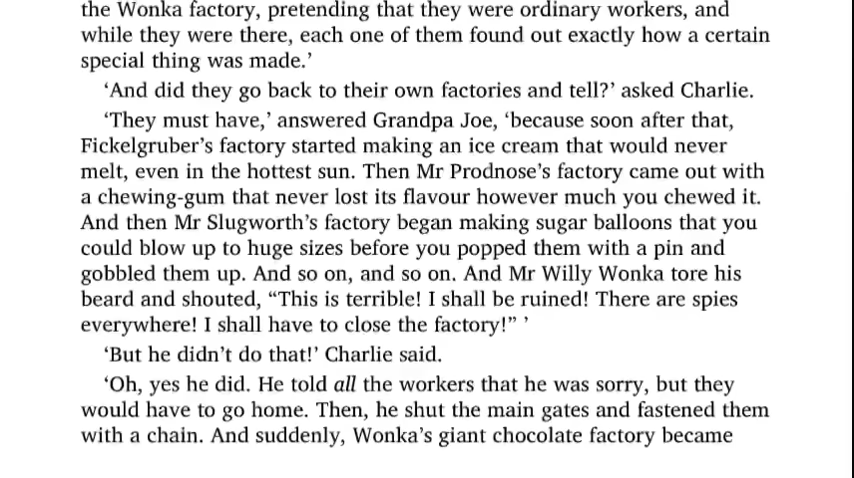 the Wonka factory, pretending that they were ordinary workers, and
while they were there, each one of them found out exactly how a certain
special thing was made.’
‘And did they go back to their own factories and tell?’ asked Charlie.
‘They must have,’ answered Grandpa Joe, ‘because soon after that,
Fickelgruber’s factory started making an ice cream that would never
melt, even in the hottest sun. Then Mr Prodnose’s factory came out with
a chewing-gum that never lost its flavour however much you chewed it.
And then Mr Slugworth’s factory began making sugar balloons that you
could blow up to huge sizes before you popped them with a pin and
gobbled them up. And so on, and so on. And Mr Willy Wonka tore his
beard and shouted, “This is terrible! I shall be ruined! There are spies
everywhere! I shall have to close the factory!” ’
‘But he didn’t do that!’ Charlie said.
‘Oh, yes he did. He told all the workers that he was sorry, but they
would have to go home. Then, he shut the main gates and fastened them
with a chain. And suddenly, Wonka’s giant chocolate factory became